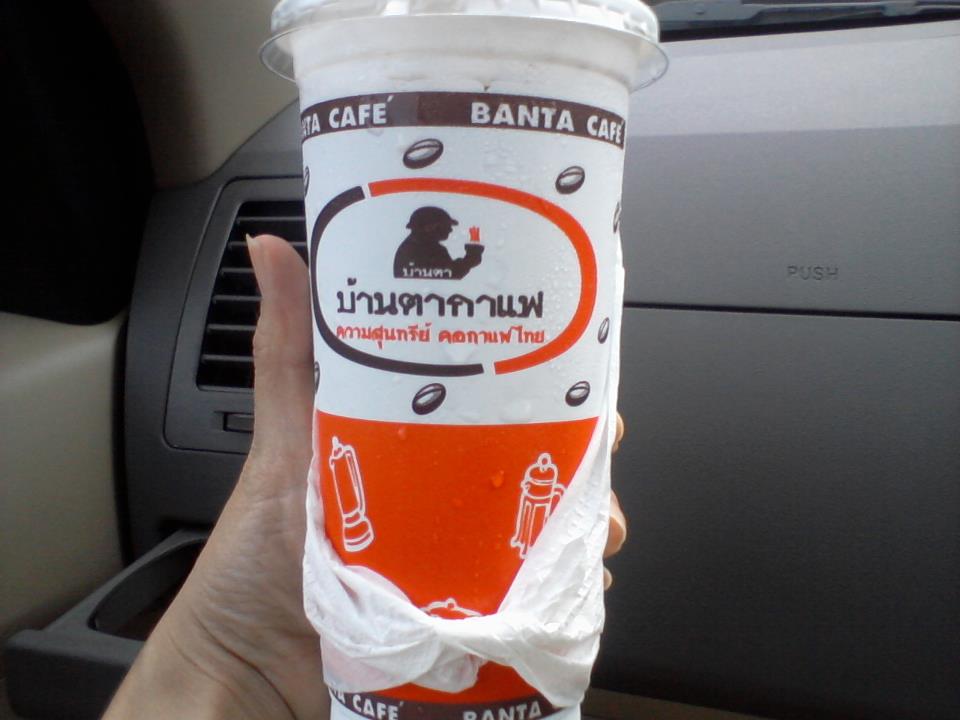 TA CAFÉ BANTA CAFÉ
บ้านตา
บ้านตากาแฟ
ความสุนทรีย์ คอกาแฟไทย
PUSH
CAFÉ BANTA